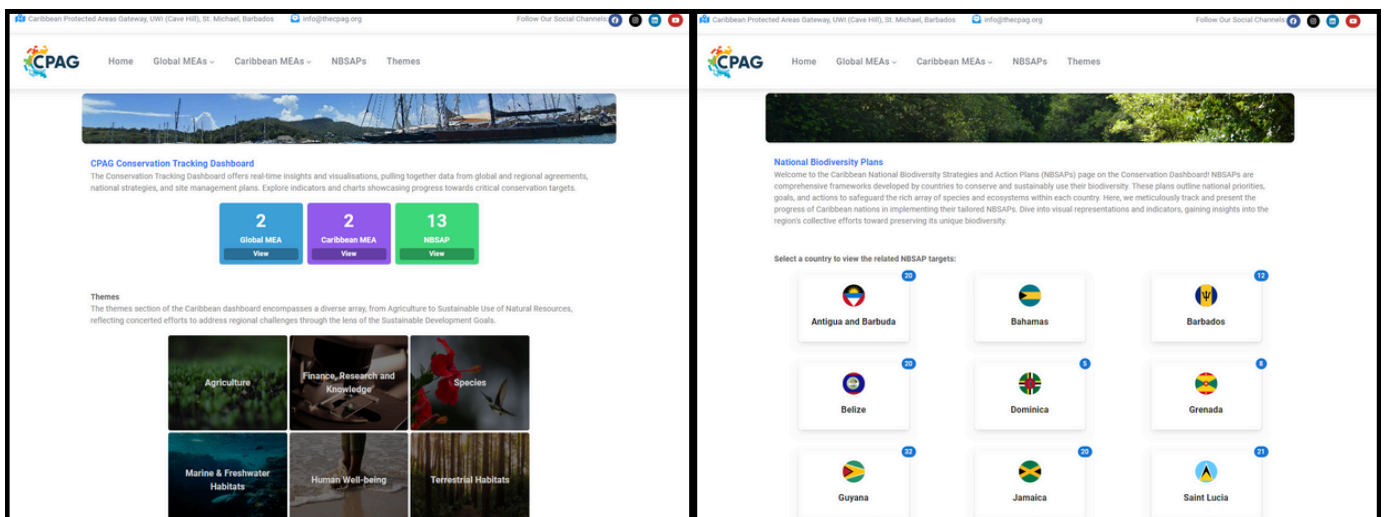 Caribbean Protected Areas Gateway, UWI (Cave Hill), St. Michael, Barbados info@thecpag.org Follow Our Social Channels:
CPAG Home Global MEAs Caribbean MEAs NBSAPs Themes
CPAG Conservation Tracking Dashboard
The Conservation Tracking Dashboard offers real-time insights and visualisations, pulling together data from global and regional agreements,
national strategies, and site management plans. Explore indicators and charts showcasing progress towards critical conservation targets.
2 2 13
Global MEA Caribbean MEA NBSAP
View View View
Themes
The themes section of the Caribbean dashboard encompasses a diverse array, from Agriculture to Sustainable Use of Natural Resources,
reflecting concerted efforts to address regional challenges through the lens of the Sustainable Development Goals.
Agriculture
Finance, Research and
Knowledge
Species
Marine & Freshwater
Habitats
Human Well-being
Terrestrial Habitats
Caribbean Protected Areas Gateway, UWI (Cave Hill), St. Michael, Barbados info@thecpag.org Follow Our Social Channels:
CPAG Home Global MEAs Caribbean MEAs NBSAPs Themes
National Biodiversity Plans
Welcome to the Caribbean National Biodiversity Strategies and Action Plans (NBSAPs) page on the Conservation Dashboard! NBSAPs are
comprehensive frameworks developed by countries to conserve and sustainably use their biodiversity. These plans outline national priorities,
goals, and actions to safeguard the rich array of species and ecosystems within each country. Here, we meticulously track and present the
progress of Caribbean nations in implementing their tailored NBSAPs. Dive into visual representations and indicators, gaining insights into the
region's collective efforts toward preserving its unique biodiversity.
Select a country to view the related NBSAP targets:
20 12
Antigua and Barbuda Bahamas Barbados
20 5 8
Belize Dominica Grenada
32 20 21
Guyana Jamaica Saint Lucia